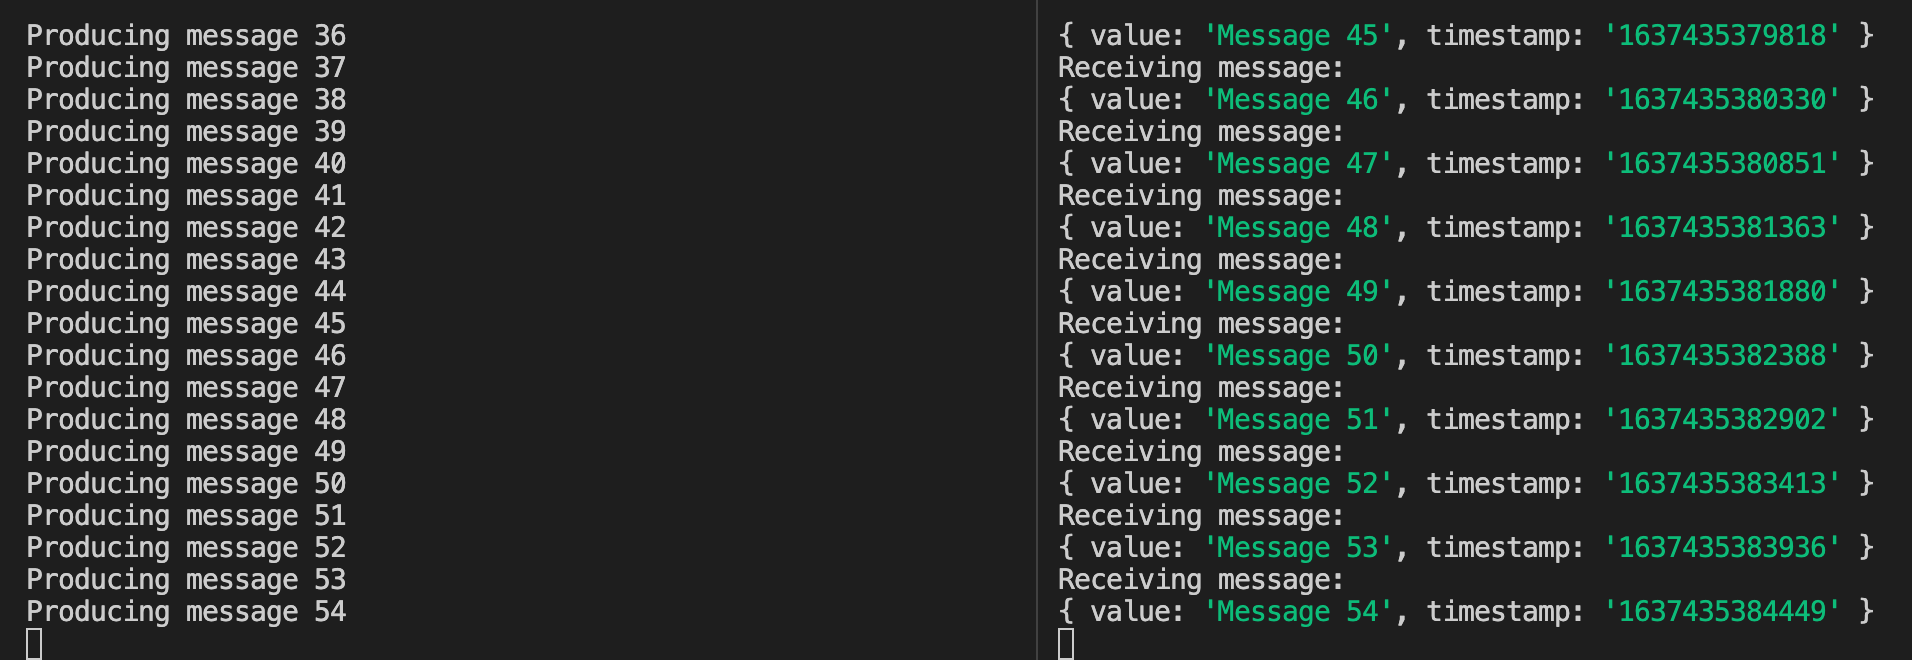 Producing message 36
Producing message 37
Producing message 38
Producing message 39
Producing message 40
Producing message 41
Producing message 42
Producing message 43
Producing message 44
Producing message 45
Producing message 46
Producing message 47
Producing message 48
Producing message 49
Producing message 50
Producing message 51
Producing message 52
Producing message 53
Producing message 54
{ value: 'Message 45', timestamp: '1637435379818' }
Receiving message:
{ value: 'Message 46', timestamp: '1637435380330' }
Receiving message:
{ value: 'Message 47', timestamp: '1637435380851' }
Receiving message:
{ value: 'Message 48', timestamp: '1637435381363' }
Receiving message:
{ value: 'Message 49', timestamp: '1637435381880' }
Receiving message:
{ value: 'Message 50', timestamp: '1637435382388' }
Receiving message:
{ value: 'Message 51', timestamp: '1637435382902' }
Receiving message:
{ value: 'Message 52', timestamp: '1637435383413' }
Receiving message:
{ value: 'Message 53', timestamp: '1637435383936' }
Receiving message:
{ value: 'Message 54', timestamp: '1637435384449' }